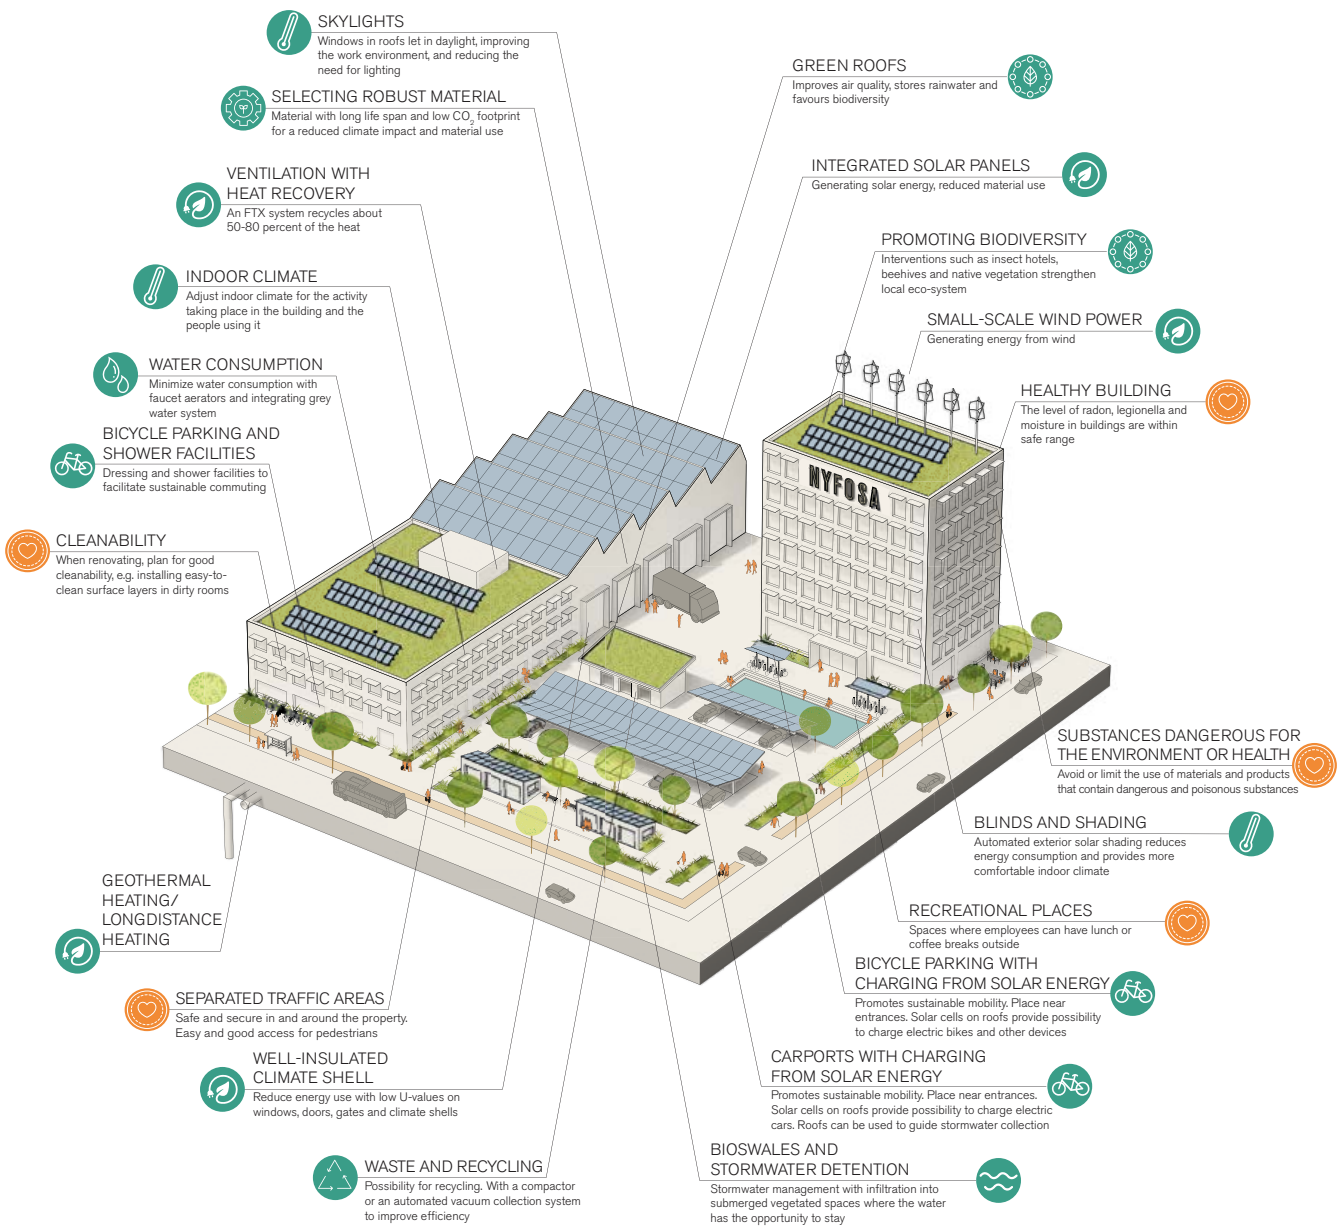 SKYLIGHTS
Windows in roofs let in daylight, improving
the work environment, and reducing the
need for lighting
SELECTING ROBUST MATERIAL
Material with long life span and low CO₂ footprint
for a reduced climate impact and material use
VENTILATION WITH
HEAT RECOVERY
An FTX system recycles about
50-80 percent of the heat
INDOOR CLIMATE
Adjust indoor climate for the activity
taking place in the building and the
people using it
WATER CONSUMPTION
Minimize water consumption with
faucet aerators and integrating grey
water system
BICYCLE PARKING AND
SHOWER FACILITIES
Dressing and shower facilities to
facilitate sustainable commuting
CLEANABILITY
When renovating, plan for good
cleanability, e.g. installing easy-to-
clean surface layers in dirty rooms
GREEN ROOFS
Improves air quality, stores rainwater and
favours biodiversity
INTEGRATED SOLAR PANELS
Generating solar energy, reduced material use
PROMOTING BIODIVERSITY
Interventions such as insect hotels,
beehives and native vegetation strengthen
local eco-system
SMALL-SCALE WIND POWER
Generating energy from wind
HEALTHY BUILDING
The level of radon, legionella and
moisture in buildings are within
safe range
NYFOSA
SUBSTANCES DANGEROUS FOR
THE ENVIRONMENT OR HEALTH
Avoid or limit the use of materials and products
that contain dangerous and poisonous substances
BLINDS AND SHADING
Automated exterior solar shading reduces
energy consumption and provides more
comfortable indoor climate
RECREATIONAL PLACES
Spaces where employees can have lunch or
coffee breaks outside
BICYCLE PARKING WITH
CHARGING FROM SOLAR ENERGY
Promotes sustainable mobility. Place near
entrances. Solar cells on roofs provide possibility
to charge electric bikes and other devices
CARPORTS WITH CHARGING
FROM SOLAR ENERGY
Promotes sustainable mobility. Place near entrances.
Solar cells on roofs provide possibility to charge electric
cars. Roofs can be used to guide stormwater collection
BIOSWALES AND
STORMWATER DETENTION
Stormwater management with infiltration into
submerged vegetated spaces where the water
has the opportunity to stay
GEOTHERMAL
HEATING/
LONGDISTANCE
HEATING
SEPARATED TRAFFIC AREAS
Safe and secure in and around the property.
Easy and good access for pedestrians
WELL-INSULATED
CLIMATE SHELL
Reduce energy use with low U-values on
windows, doors, gates and climate shells
WASTE AND RECYCLING
Possibility for recycling. With a compactor
or an automated vacuum collection system
to improve efficiency